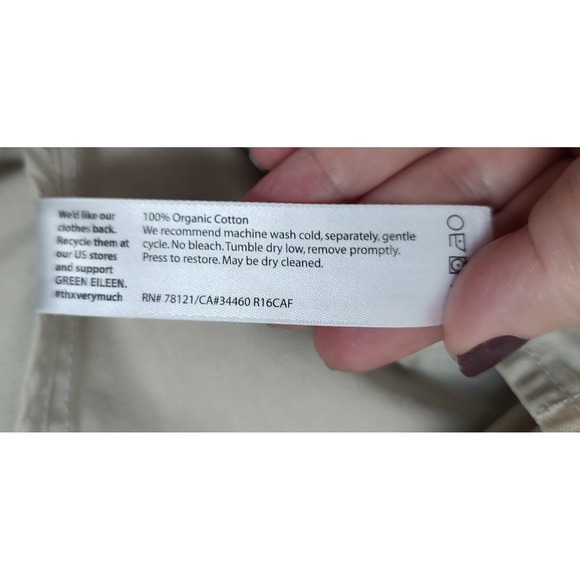 We'd like our
clothes back.
Recycle them at
our US stores
and support
GREEN EILEEN.
#thxverymuch
100% Organic Cotton
We recommend machine wash cold, separately, gentle
cycle. No bleach. Tumble dry low, remove promptly.
Press to restore. May be dry cleaned.
RN# 78121/CA#34460 R16CAF